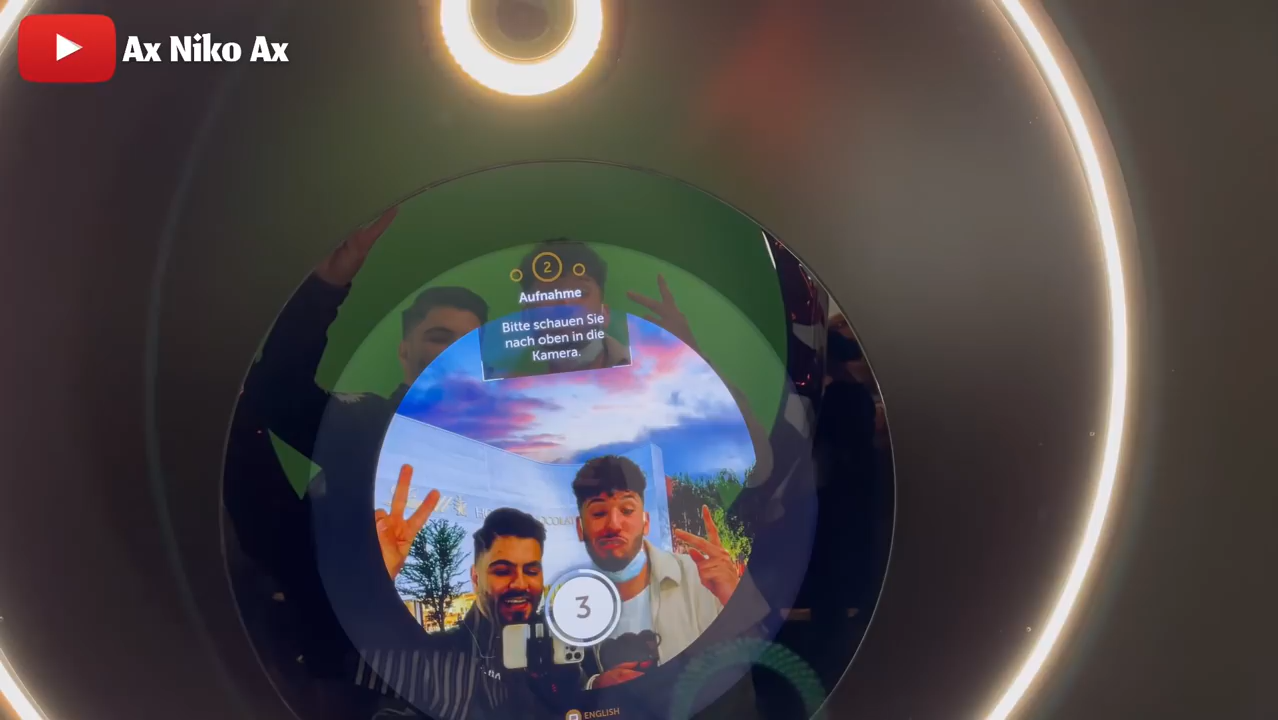 Ax Niko Ax
2
Aufnahme
Bitte schauen Sie
nach oben in die
Kamera.
3
ENGLISH